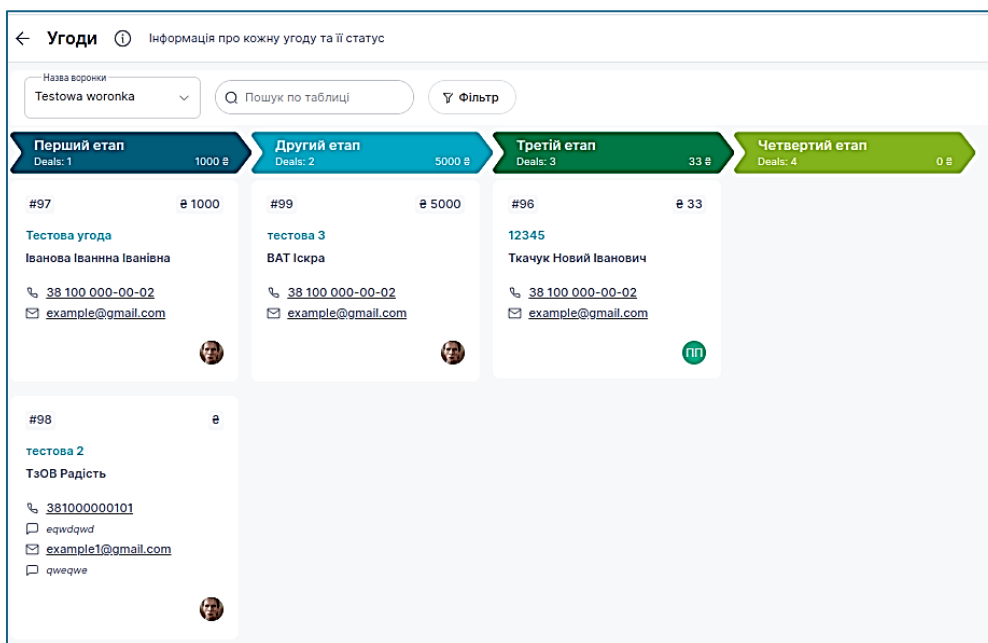 Угоди Інформація про кожну угоду та її статус
Назва воронки
Testowa woronka Пошук по таблиці Фільтр
Перший етап
Deals: 1 1000 ₴
Другий етап
Deals: 2 5000 ₴
Третій етап
Deals: 3 33 ₴
Четвертий етап
Deals: 4 0 ₴
#97 ₴ 1000
Тестова угода
Іванова Іваннна Іванівна
38 100 000-00-02
example@gmail.com
#98 ₴
тестова 2
ТзОВ Радість
381000000101
eqwdqwd
example1@gmail.com
qweqwe
#99 ₴ 5000
тестова 3
ВАТ Іскра
38 100 000-00-02
example@gmail.com
#96 ₴ 33
12345
Ткачук Новий Іванович
38 100 000-00-02
example@gmail.com
ПП